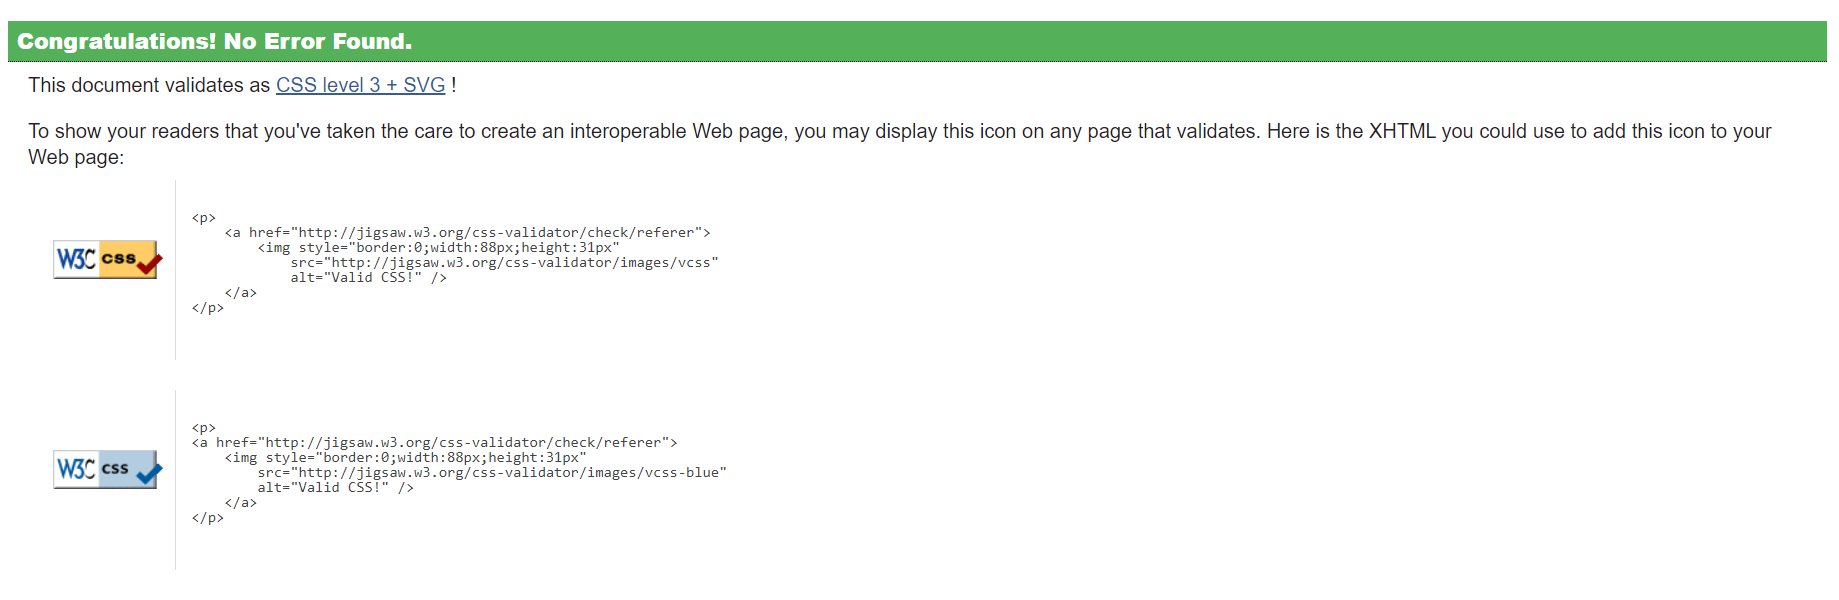 Congratulations! No Error Found.
This document validates as CSS level 3 + SVG !
To show your readers that you've taken the care to create an interoperable Web page, you may display this icon on any page that validates. Here is the XHTML you could use to add this icon to your
Web page:
<p>
    <a href="http://jigsaw.w3.org/css-validator/check/referer">
        <img style="border:0;width:88px;height:31px"
            src="http://jigsaw.w3.org/css-validator/images/vcss"
            alt="Valid CSS!" />
    </a>
</p>
W3C css
<p>
<a href="http://jigsaw.w3.org/css-validator/check/referer">
    <img style="border:0;width:88px;height:31px"
        src="http://jigsaw.w3.org/css-validator/images/vcss-blue"
        alt="Valid CSS!" />
    </a>
</p>
W3C css